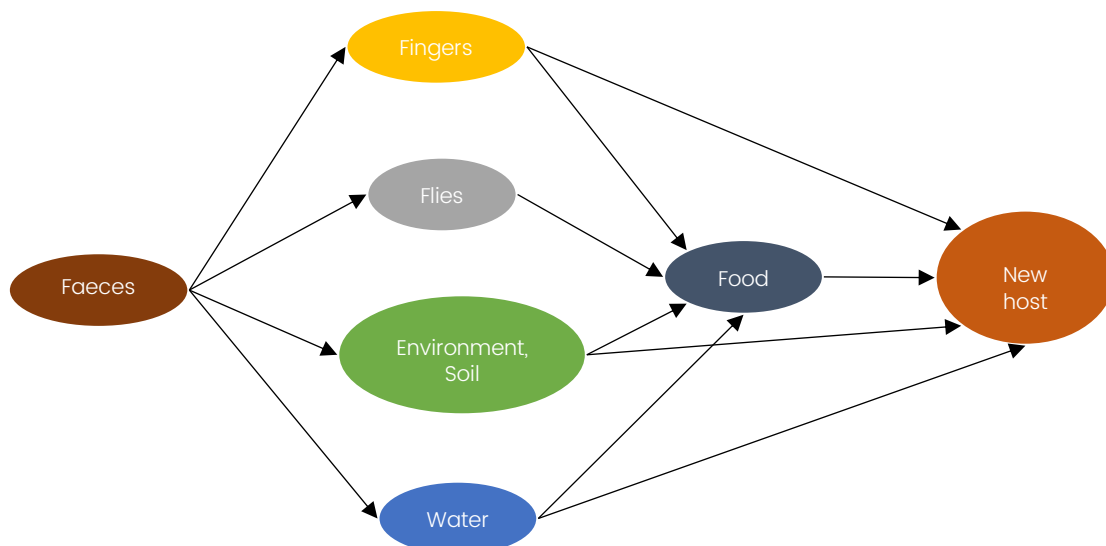 Fingers
Flies
Faeces
Environment,
Soil
Water
Food
New
host